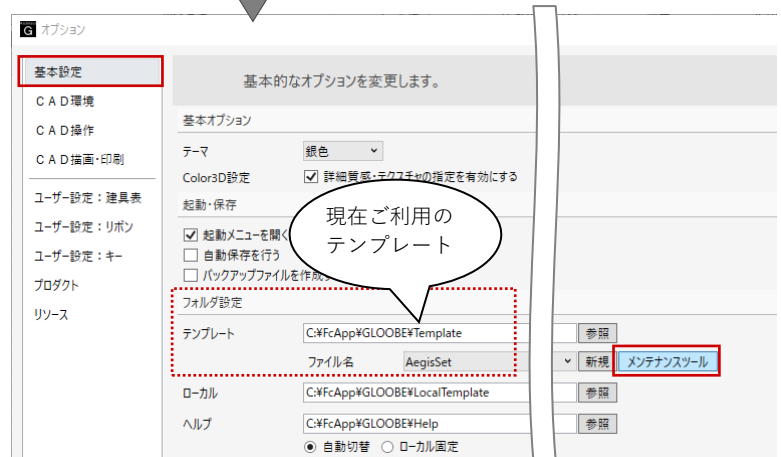 G オプション
基本設定
ＣＡＤ環境
ＣＡＤ操作
ＣＡＤ描画・印刷
ユーザー設定：建具表
ユーザー設定：リボン
ユーザー設定：キー
プロダクト
リソース
基本的なオプションを変更します。
基本オプション
テーマ 銀色
Color3D設定 詳細質感・テクスチャの指定を有効にする
起動・保存
起動メニューを開く
自動保存を行う
バックアップファイルを作成す
現在ご利用の
テンプレート
フォルダ設定
テンプレート C:¥FcApp¥GLOOBE¥Template 参照
ファイル名 AegisSet 新規 メンテナンスツール
ローカル C:¥FcApp¥GLOOBE¥LocalTemplate 参照
ヘルプ C:¥FcApp¥GLOOBE¥Help 参照
自動切替 ローカル固定